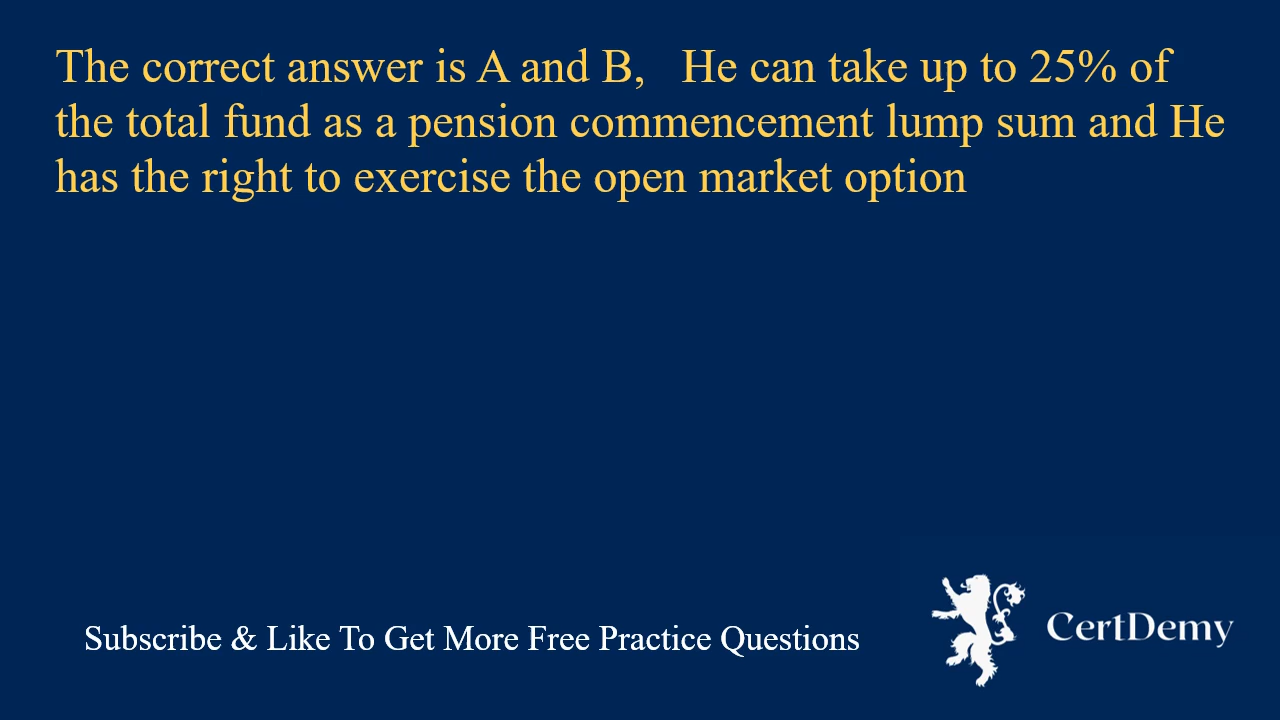 The correct answer is A and B,   He can take up to 25% of
the total fund as a pension commencement lump sum and He
has the right to exercise the open market option
Subscribe & Like To Get More Free Practice Questions
CertDemy